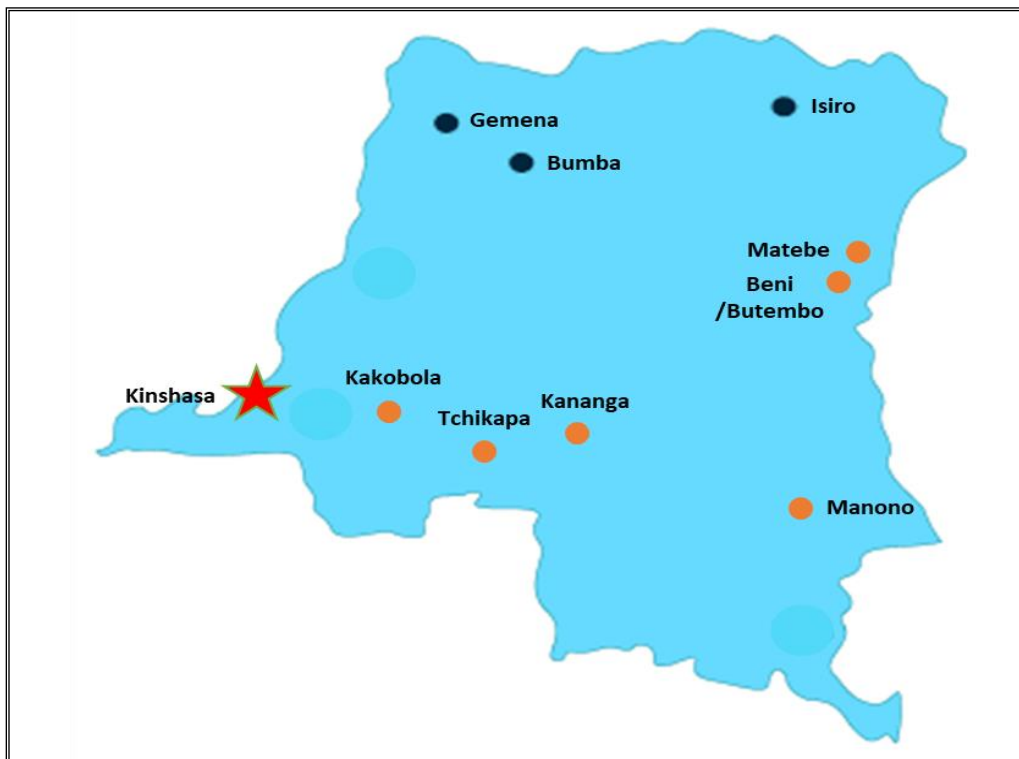 Gemena
Isiro
Bumba
Matebe
Beni
/Butembo
Kinshasa
Kakobola
Tchikapa
Kananga
Manono